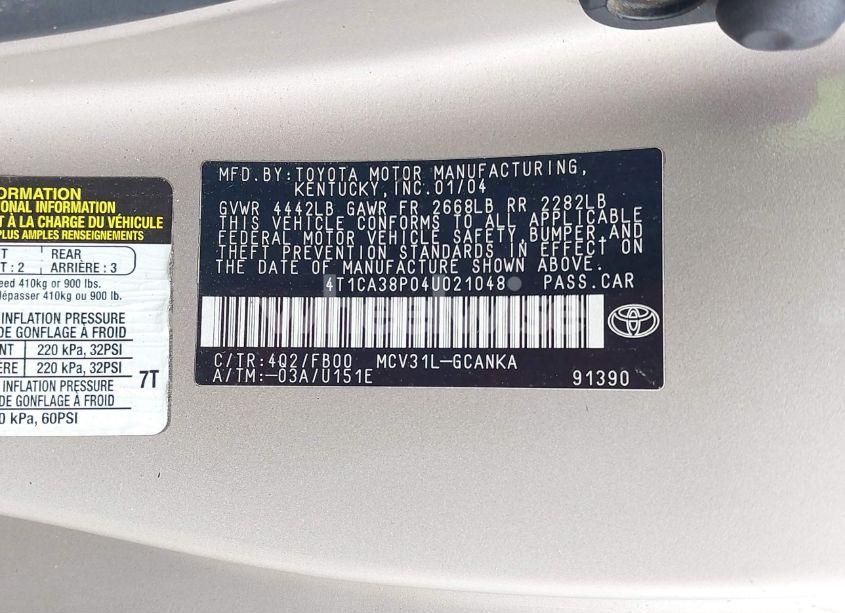 ORMATION
ONAL INFORMATION
T À LA CHARGE DU VÉHICULE
PLUS AMPLES RENSEIGNEMENTS
T REAR
T : 2 ARRIÈRE : 3
eed 410kg or 900 lbs.
dépasser 410kg ou 900 lb.
INFLATION PRESSURE
DE GONFLAGE À FROID
NT 220 kPa, 32PSI
ERE 220 kPa, 32PSI
INFLATION PRESSURE
DE GONFLAGE À FROID
0 kPa, 60PSI
7T
MFD. BY: TOYOTA MOTOR MANUFACTURING,
KENTUCKY, INC. 01/04
GVWR 4442LB GAWR FR 2668LB RR 2282LB
THIS VEHICLE CONFORMS TO ALL APPLICABLE
FEDERAL MOTOR VEHICLE SAFETY, BUMPER, AND
THEFT PREVENTION STANDARDS IN EFFECT ON
THE DATE OF MANUFACTURE SHOWN ABOVE.
4T1CA38P04U021048 PASS.CAR
C/TR: 4Q2/FB00 MCV31L-GCANKA
A/TM: -03A/U151E 91390